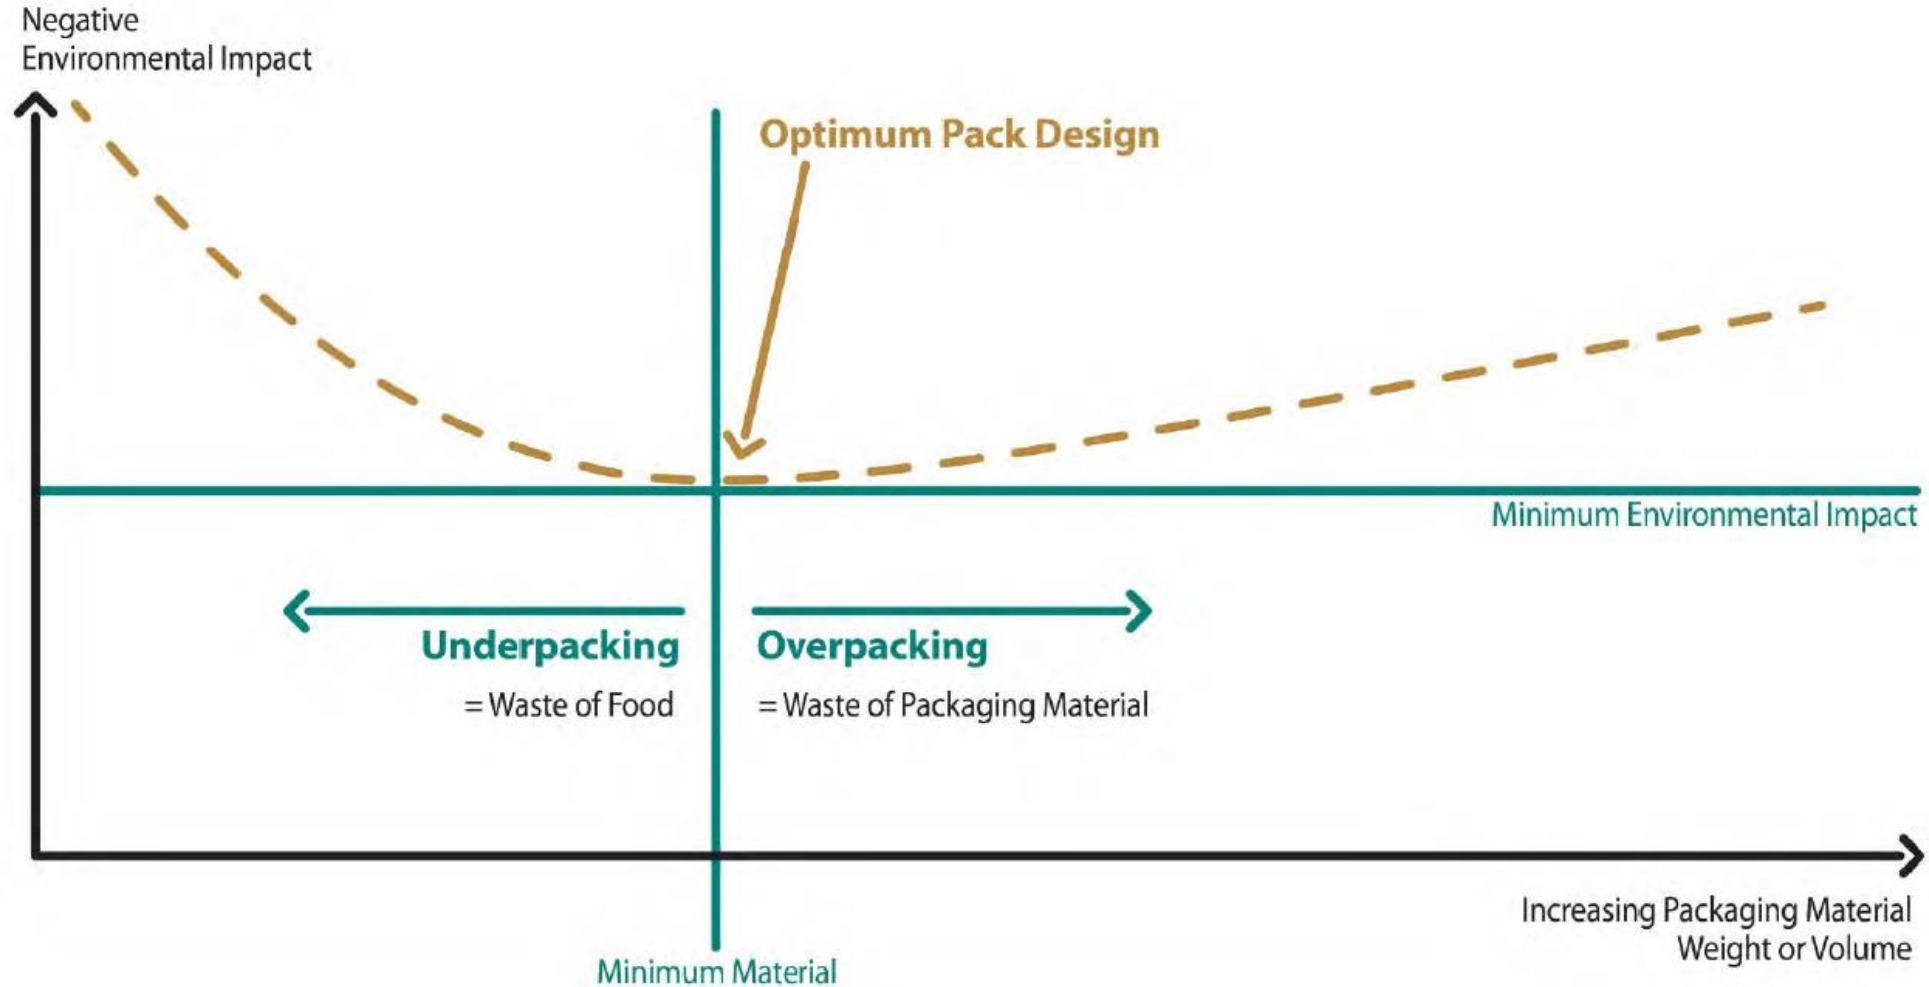 Negative
Environmental Impact
Optimum Pack Design
Minimum Environmental Impact
Underpacking
= Waste of Food
Overpacking
= Waste of Packaging Material
Increasing Packaging Material
Weight or Volume
Minimum Material